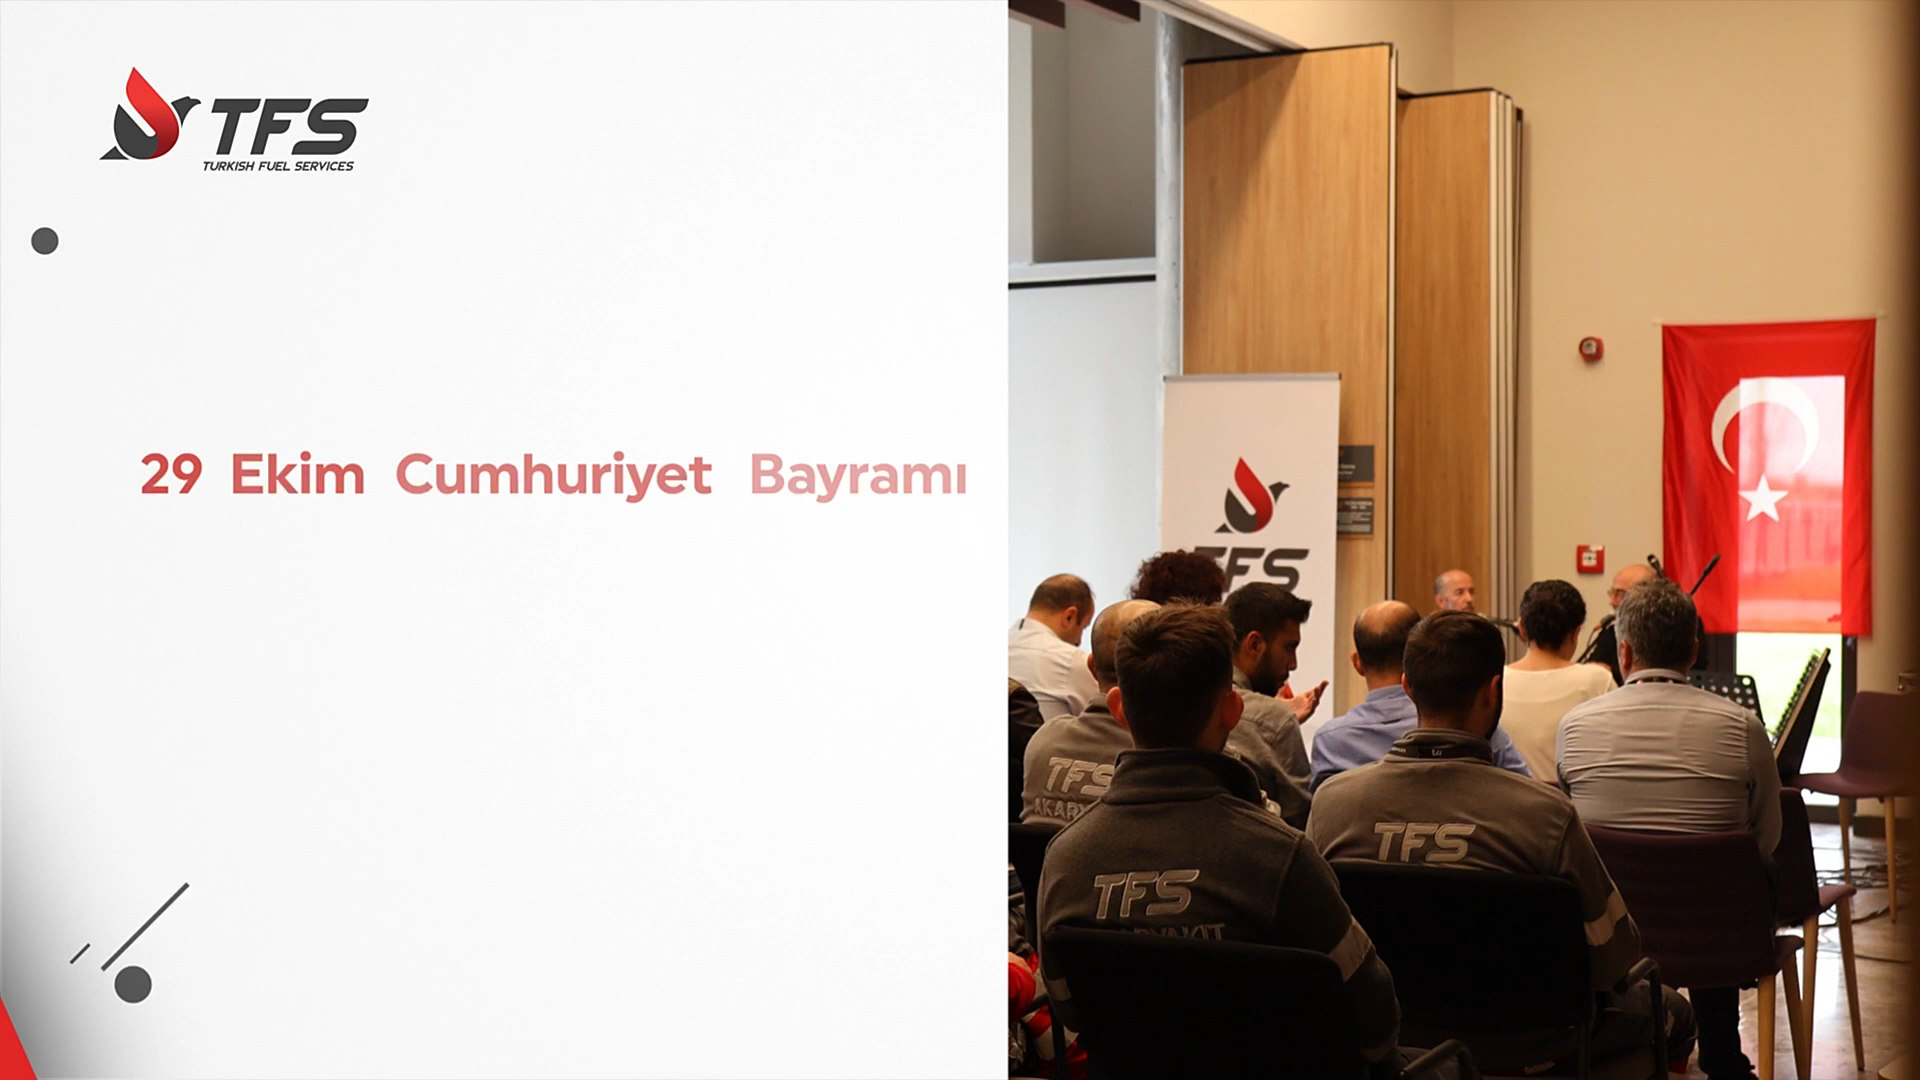 TFS
TURKISH FUEL SERVICES
29 Ekim Cumhuriyet Bayramı
TFS
TFS
TFS
TFS